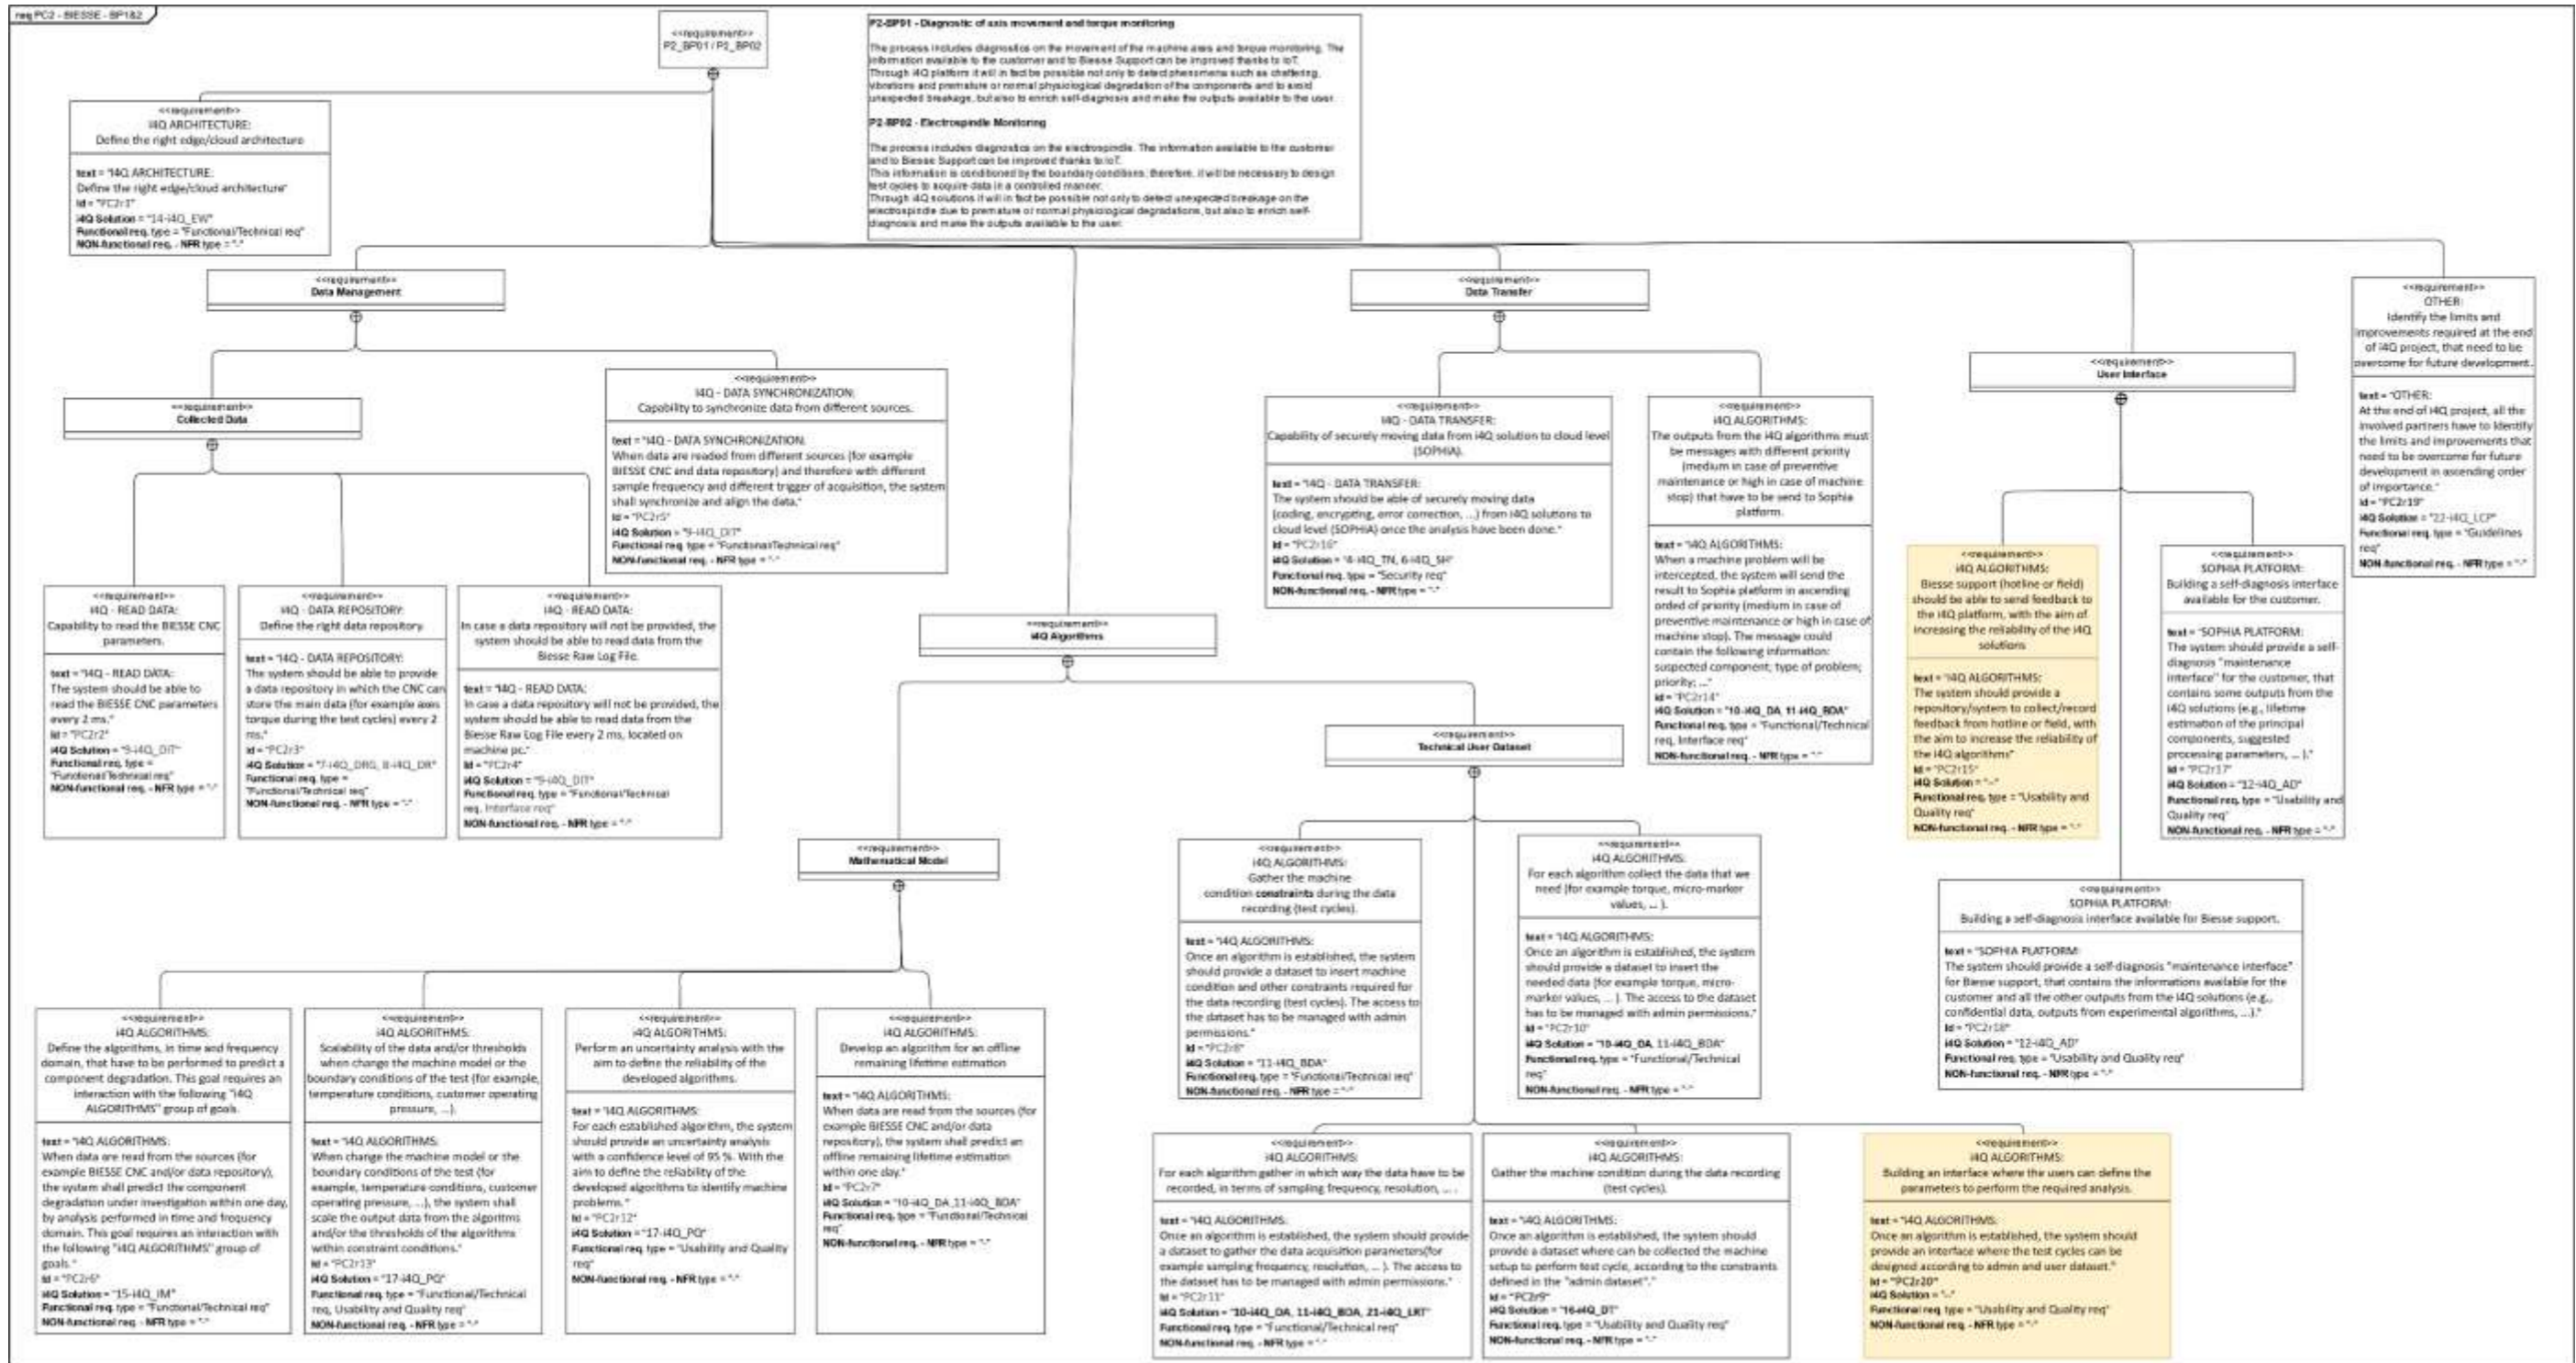 req PC2 - BIESSE - BP1&2
<<requirement>>
P2_BP01 / P2_BP02
P2-BP01 - Diagnostic of axis movement and torque monitoring
The process includes diagnostics on the movement of the machine axes and torque monitoring. The
information available to the customer and to Biesse Support can be improved thanks to IoT.
Through i4Q platform it will in fact be possible not only to detect phenomena such as chattering,
vibrations and premature or normal physiological degradation of the components and to avoid
unexpected breakage, but also to enrich self-diagnosis and make the outputs available to the user.
P2-BP02 - Electrospindle Monitoring
The process includes diagnostics on the electrospindle. The information available to the customer
and to Biesse Support can be improved thanks to IoT.
This information is conditioned by the boundary conditions, therefore, it will be necessary to design
test cycles to acquire data in a controlled manner.
Through i4Q solutions it will in fact be possible not only to detect unexpected breakage on the
electrospindle due to premature or normal physiological degradations, but also to enrich self-
diagnosis and make the outputs available to the user.
<<requirement>>
i4Q ARCHITECTURE:
Define the right edge/cloud architecture
text = "i4Q ARCHITECTURE:
Define the right edge/cloud architecture"
Id = "PC2r1"
i4Q Solution = "14-i4Q_EW"
Functional req. type = "Functional/Technical req"
NON-functional req. - NFR type = "-"
<<requirement>>
Data Management
<<requirement>>
Collected Data
<<requirement>>
i4Q - DATA SYNCHRONIZATION:
Capability to synchronize data from different sources.
text = "i4Q - DATA SYNCHRONIZATION:
When data are readed from different sources (for example
BIESSE CNC and data repository) and therefore with different
sample frequency and different trigger of acquisition, the system
shall synchronize and align the data."
Id = "PC2r5"
i4Q Solution = "9-i4Q_DIT"
Functional req. type = "Functional/Technical req"
NON-functional req. - NFR type = "-"
<<requirement>>
i4Q - READ DATA:
Capability to read the BIESSE CNC
parameters.
text = "i4Q - READ DATA:
The system should be able to
read the BIESSE CNC parameters
every 2 ms."
Id = "PC2r2"
i4Q Solution = "9-i4Q_DIT"
Functional req. type =
"Functional/Technical req"
NON-functional req. - NFR type = "-"
<<requirement>>
i4Q - DATA REPOSITORY:
Define the right data repository.
text = "i4Q - DATA REPOSITORY:
The system should be able to provide
a data repository in which the CNC can
store the main data (for example axes
torque during the test cycles) every 2
ms."
Id = "PC2r3"
i4Q Solution = "7-i4Q_DRG, 8-i4Q_DR"
Functional req. type =
"Functional/Technical req"
NON-functional req. - NFR type = "-"
<<requirement>>
i4Q - READ DATA:
In case a data repository will not be provided, the
system should be able to read data from the
Biesse Raw Log File.
text = "i4Q - READ DATA:
In case a data repository will not be provided, the
system should be able to read data from the
Biesse Raw Log File every 2 ms, located on
machine pc."
Id = "PC2r4"
i4Q Solution = "9-i4Q_DIT"
Functional req. type = "Functional/Technical
req, Interface req"
NON-functional req. - NFR type = "-"
<<requirement>>
i4Q Algorithms
<<requirement>>
Mathematical Model
<<requirement>>
i4Q ALGORITHMS:
Define the algorithms, in time and frequency
domain, that have to be performed to predict a
component degradation. This goal requires an
interaction with the following "i4Q
ALGORITHMS" group of goals.
text = "i4Q ALGORITHMS:
When data are read from the sources (for
example BIESSE CNC and/or data repository),
the system shall predict the component
degradation under investigation within one day,
by analysis performed in time and frequency
domain. This goal requires an interaction with
the following "i4Q ALGORITHMS" group of
goals."
Id = "PC2r6"
i4Q Solution = "15-i4Q_IM"
Functional req. type = "Functional/Technical req"
NON-functional req. - NFR type = "-"
<<requirement>>
i4Q ALGORITHMS:
Scalability of the data and/or thresholds
when change the machine model or the
boundary conditions of the test (for example,
temperature conditions, customer operating
pressure, ...).
text = "i4Q ALGORITHMS:
When change the machine model or the
boundary conditions of the test (for
example, temperature conditions, customer
operating pressure, ...), the system shall
scale the output data from the algoritms
and/or the thresholds of the algorithms
within constraint conditions."
Id = "PC2r13"
i4Q Solution = "17-i4Q_PQ"
Functional req. type = "Functional/Technical
req, Usability and Quality req"
NON-functional req. - NFR type = "-"
<<requirement>>
i4Q ALGORITHMS:
Perform an uncertainty analysis with the
aim to define the reliability of the
developed algorithms.
text = "i4Q ALGORITHMS:
For each established algorithm, the system
should provide an uncertainty analysis
with a confidence level of 95 %. With the
aim to define the reliability of the
developed algorithms to identify machine
problems."
Id = "PC2r12"
i4Q Solution = "17-i4Q_PQ"
Functional req. type = "Usability and Quality
req"
NON-functional req. - NFR type = "-"
<<requirement>>
i4Q ALGORITHMS:
Develop an algorithm for an offline
remaining lifetime estimation
text = "i4Q ALGORITHMS:
When data are read from the sources (for
example BIESSE CNC and/or data
repository), the system shall predict an
offline remaining lifetime estimation
within one day."
Id = "PC2r7"
i4Q Solution = "10-i4Q_DA, 11-i4Q_BDA"
Functional req. type = "Functional/Technical
req"
NON-functional req. - NFR type = "-"
<<requirement>>
Technical User Dataset
<<requirement>>
i4Q ALGORITHMS:
Gather the machine
condition constraints during the data
recording (test cycles).
text = "i4Q ALGORITHMS:
Once an algorithm is established, the system
should provide a dataset to insert machine
condition and other constraints required for
the data recording (test cycles). The access to
the dataset has to be managed with admin
permissions."
Id = "PC2r8"
i4Q Solution = "11-i4Q_BDA"
Functional req. type = "Functional/Technical req"
NON-functional req. - NFR type = "-"
<<requirement>>
i4Q ALGORITHMS:
For each algorithm collect the data that we
need (for example torque, micro-marker
values, ... ).
text = "i4Q ALGORITHMS:
Once an algorithm is established, the system
should provide a dataset to insert the
needed data (for example torque, micro-
marker values, ... ). The access to the dataset
has to be managed with admin permissions."
Id = "PC2r10"
i4Q Solution = "10-i4Q_DA, 11-i4Q_BDA"
Functional req. type = "Functional/Technical
req"
NON-functional req. - NFR type = "-"
<<requirement>>
i4Q ALGORITHMS:
For each algorithm gather in which way the data have to be
recorded, in terms of sampling frequency, resolution, ... .
text = "i4Q ALGORITHMS:
Once an algorithm is established, the system should provide
a dataset to gather the data acquisition parameters(for
example sampling frequency, resolution, ... ). The access to
the dataset has to be managed with admin permissions."
Id = "PC2r11"
i4Q Solution = "10-i4Q_DA, 11-i4Q_BDA, 21-i4Q_LRT"
Functional req. type = "Functional/Technical req"
NON-functional req. - NFR type = "-"
<<requirement>>
i4Q ALGORITHMS:
Gather the machine condition during the data recording
(test cycles).
text = "i4Q ALGORITHMS:
Once an algorithm is established, the system should
provide a dataset where can be collected the machine
setup to perform test cycle, according to the constraints
defined in the "admin dataset"."
Id = "PC2r9"
i4Q Solution = "16-i4Q_DT"
Functional req. type = "Usability and Quality req"
NON-functional req. - NFR type = "-"
<<requirement>>
i4Q ALGORITHMS:
Building an interface where the users can define the
parameters to perform the required analysis.
text = "i4Q ALGORITHMS:
Once an algorithm is established, the system should
provide an interface where the test cycles can be
designed according to admin and user dataset."
Id = "PC2r20"
i4Q Solution = "--"
Functional req. type = "Usability and Quality req"
NON-functional req. - NFR type = "-"
<<requirement>>
Data Transfer
<<requirement>>
i4Q - DATA TRANSFER:
Capability of securely moving data from i4Q solution to cloud level
(SOPHIA).
text = "i4Q - DATA TRANSFER:
The system should be able of securely moving data
(coding, encrypting, error correction, ...) from i4Q solutions to
cloud level (SOPHIA) once the analysis have been done."
Id = "PC2r16"
i4Q Solution = "4-i4Q_TN, 6-i4Q_SH"
Functional req. type = "Security req"
NON-functional req. - NFR type = "-"
<<requirement>>
i4Q ALGORITHMS:
The outputs from the i4Q algorithms must
be messages with different priority
(medium in case of preventive
maintenance or high in case of machine
stop) that have to be send to Sophia
platform.
text = "i4Q ALGORITHMS:
When a machine problem will be
intercepted, the system will send the
result to Sophia platform in ascending
orded of priority (medium in case of
preventive maintenance or high in case of
machine stop). The message could
contain the following information:
suspected component; type of problem;
priority; ..."
Id = "PC2r14"
i4Q Solution = "10-i4Q_DA, 11-i4Q_BDA"
Functional req. type = "Functional/Technical
req, Interface req"
NON-functional req. - NFR type = "-"
<<requirement>>
User Interface
<<requirement>>
i4Q ALGORITHMS:
Biesse support (hotline or field)
should be able to send feedback to
the i4Q platform, with the aim of
increasing the reliability of the i4Q
solutions
text = "i4Q ALGORITHMS:
The system should provide a
repository/system to collect/record
feedback from hotline or field, with
the aim to increase the reliability of
the i4Q algorithms"
Id = "PC2r15"
i4Q Solution = "--"
Functional req. type = "Usability and
Quality req"
NON-functional req. - NFR type = "-"
<<requirement>>
SOPHIA PLATFORM:
Building a self-diagnosis interface
available for the customer.
text = "SOPHIA PLATFORM:
The system should provide a self-
diagnosis "maintenance
interface" for the customer, that
contains some outputs from the
i4Q solutions (e.g., lifetime
estimation of the principal
components, suggested
processing parameters, ... )."
Id = "PC2r17"
i4Q Solution = "12-i4Q_AD"
Functional req. type = "Usability and
Quality req"
NON-functional req. - NFR type = "-"
<<requirement>>
SOPHIA PLATFORM:
Building a self-diagnosis interface available for Biesse support.
text = "SOPHIA PLATFORM:
The system should provide a self-diagnosis "maintenance interface"
for Biesse support, that contains the informations available for the
customer and all the other outputs from the i4Q solutions (e.g.,
confidential data, outputs from experimental algorithms, ...)."
Id = "PC2r18"
i4Q Solution = "12-i4Q_AD"
Functional req. type = "Usability and Quality req"
NON-functional req. - NFR type = "-"
<<requirement>>
OTHER:
Identify the limits and
improvements required at the end
of i4Q project, that need to be
overcome for future development.
text = "OTHER:
At the end of i4Q project, all the
involved partners have to identify
the limits and improvements that
need to be overcome for future
development in ascending order
of importance."
Id = "PC2r19"
i4Q Solution = "22-i4Q_LCP"
Functional req. type = "Guidelines
req"
NON-functional req. - NFR type = "-"